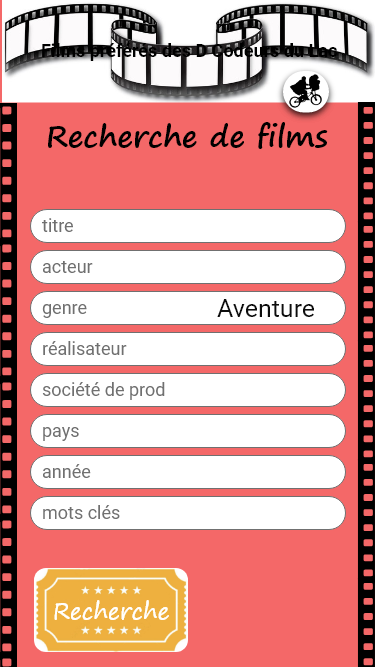 Films préférés des D Codeurs du Lac
Recherche de films
titre
acteur
genre Aventure
réalisateur
société de prod
pays
année
mots clés
Recherche